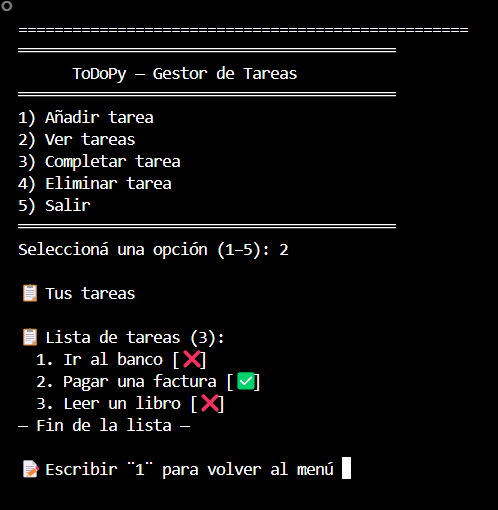 ==================================================
══════════════════════════════════════════
ToDoPy — Gestor de Tareas
══════════════════════════════════════════
1) Añadir tarea
2) Ver tareas
3) Completar tarea
4) Eliminar tarea
5) Salir
══════════════════════════════════════════
Seleccioná una opción (1–5): 2
📋 Tus tareas
📋 Lista de tareas (3):
1. Ir al banco [❌]
2. Pagar una factura [✅]
3. Leer un libro [❌]
— Fin de la lista —
📝 Escribir ¨1¨ para volver al menú